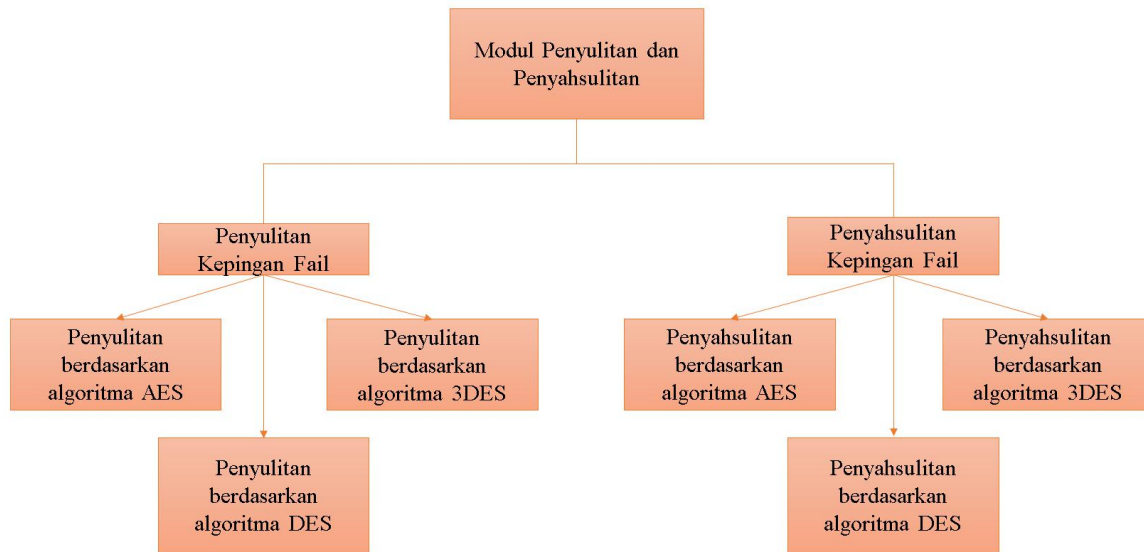 Modul Penyulitan dan
Penyahsulitan
Penyulitan
Kepingan Fail
Penyahsulitan
Kepingan Fail
Penyulitan
berdasarkan
algoritma AES
Penyulitan
berdasarkan
algoritma 3DES
Penyahsulitan
berdasarkan
algoritma AES
Penyahsulitan
berdasarkan
algoritma 3DES
Penyulitan
berdasarkan
algoritma DES
Penyahsulitan
berdasarkan
algoritma DES